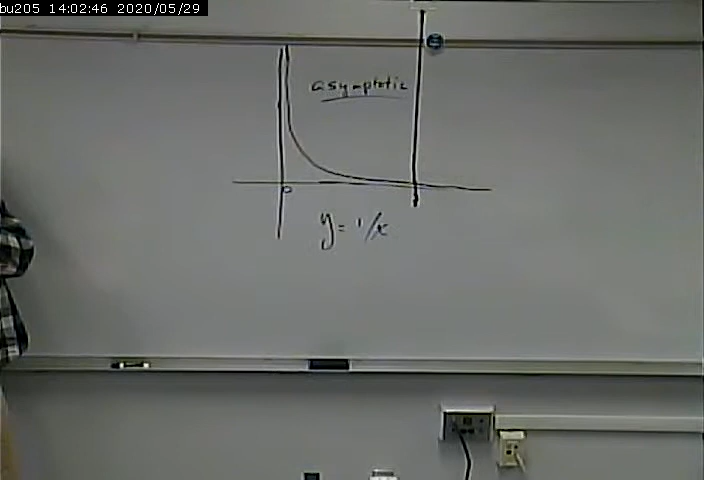 bu205 14:02:46 2020/05/29
asymptotic
0
y = 1/x